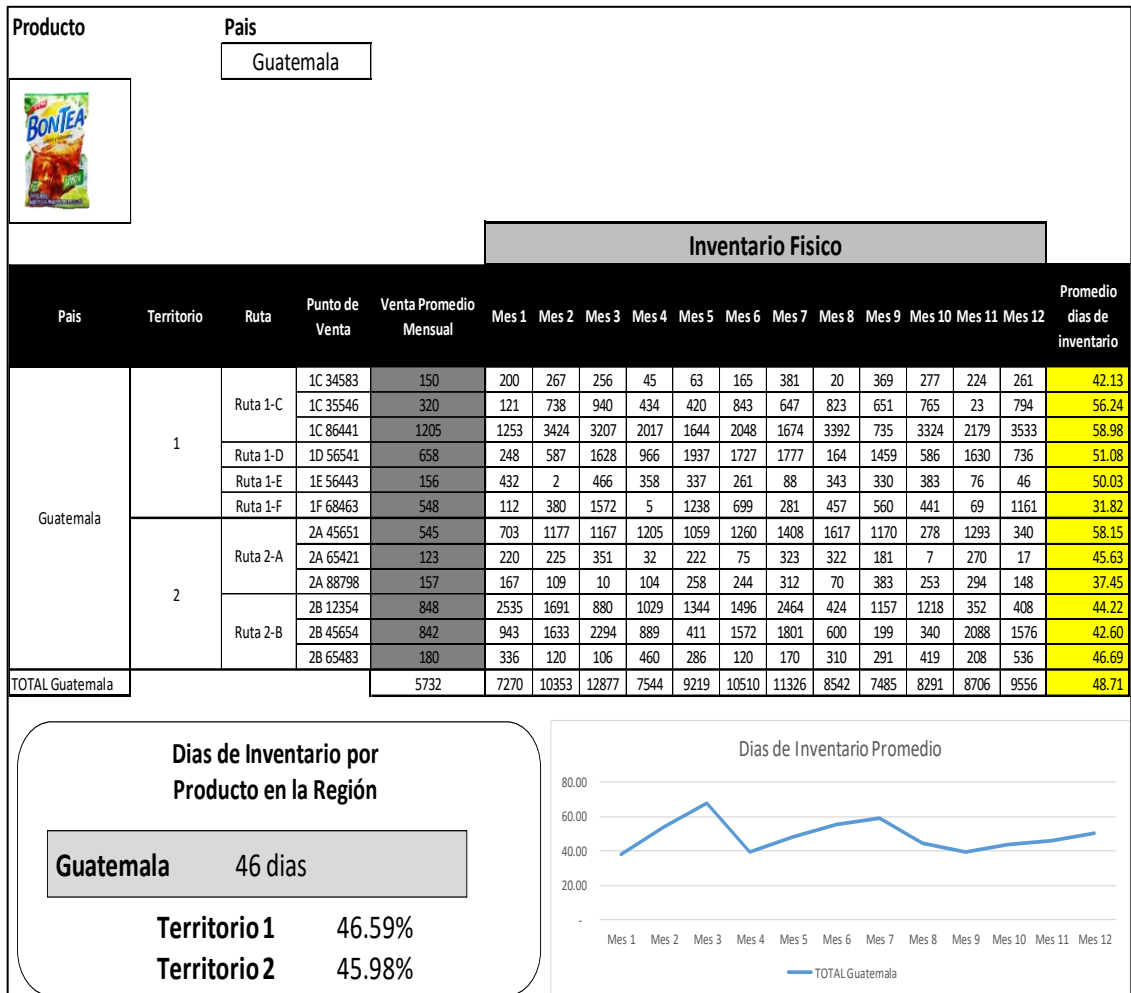 Producto Pais
Guatemala
BONTEA
Inventario Fisico
Pais Territorio Ruta Punto de Venta Venta Promedio Mensual Mes 1 Mes 2 Mes 3 Mes 4 Mes 5 Mes 6 Mes 7 Mes 8 Mes 9 Mes 10 Mes 11 Mes 12 Promedio dias de inventario
Guatemala 1 Ruta 1-C 1C 34583 150 200 267 256 45 63 165 381 20 369 277 224 261 42.13
1C 35546 320 121 738 940 434 420 843 647 823 651 765 23 794 56.24
1C 86441 1205 1253 3424 3207 2017 1644 2048 1674 3392 735 3324 2179 3533 58.98
Ruta 1-D 1D 56541 658 248 587 1628 966 1937 1727 1777 164 1459 586 1630 736 51.08
Ruta 1-E 1E 56443 156 432 2 466 358 337 261 88 343 330 383 76 46 50.03
Ruta 1-F 1F 68463 548 112 380 1572 5 1238 699 281 457 560 441 69 1161 31.82
2 Ruta 2-A 2A 45651 545 703 1177 1167 1205 1059 1260 1408 1617 1170 278 1293 340 58.15
2A 65421 123 220 225 351 32 222 75 323 322 181 7 270 17 45.63
2A 88798 157 167 109 10 104 258 244 312 70 383 253 294 148 37.45
Ruta 2-B 2B 12354 848 2535 1691 880 1029 1344 1496 2464 424 1157 1218 352 408 44.22
2B 45654 842 943 1633 2294 889 411 1572 1801 600 199 340 2088 1576 42.60
2B 65483 180 336 120 106 460 286 120 170 310 291 419 208 536 46.69
TOTAL Guatemala 5732 7270 10353 12877 7544 9219 10510 11326 8542 7485 8291 8706 9556 48.71
Dias de Inventario por
Producto en la Región
Guatemala 46 dias
Territorio 1 46.59%
Territorio 2 45.98%
Dias de Inventario Promedio
80.00
60.00
40.00
20.00
-
Mes 1 Mes 2 Mes 3 Mes 4 Mes 5 Mes 6 Mes 7 Mes 8 Mes 9 Mes 10 Mes 11 Mes 12
TOTAL Guatemala